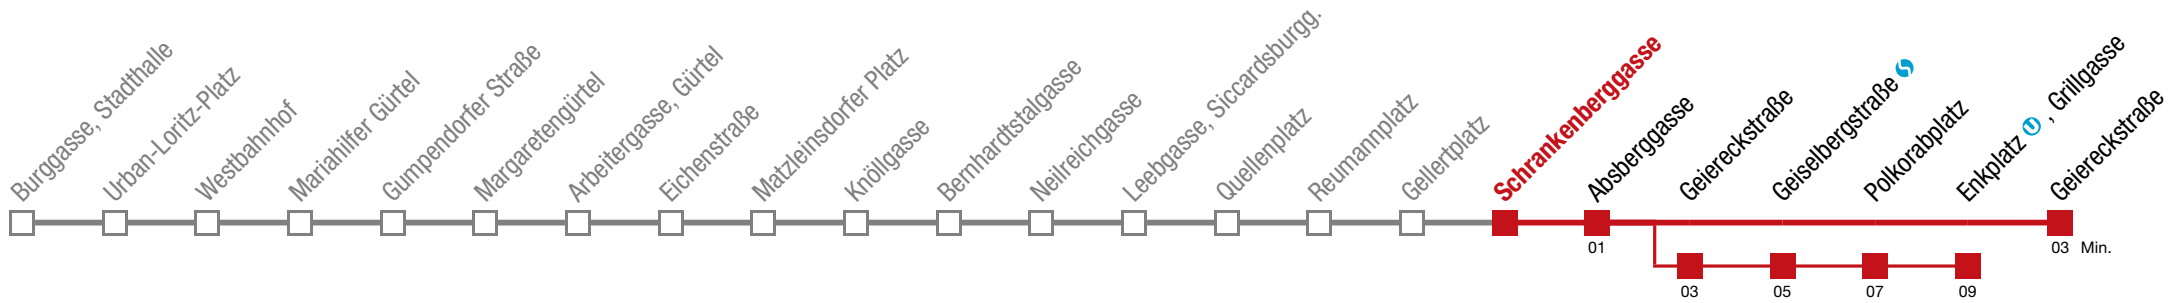 Burggasse, Stadthalle
Urban-Loritz-Platz
Westbahnhof
Mariahilfer Gürtel
Gumpendorfer Straße
Margaretengürtel
Arbeitergasse, Gürtel
Eichenstraße
Matzleinsdorfer Platz
Knöllgasse
Bernhardtstalgasse
Neilreichgasse
Leebgasse, Siccardsburgg.
Quellenplatz
Reumannplatz
Gellertplatz
Schrankenberggasse
Absberggasse
Geiereckstraße
Geiselbergstraße S
Polkorabplatz
Enkplatz U , Grillgasse
Geiereckstraße
01
03 Min.
03
05
07
09